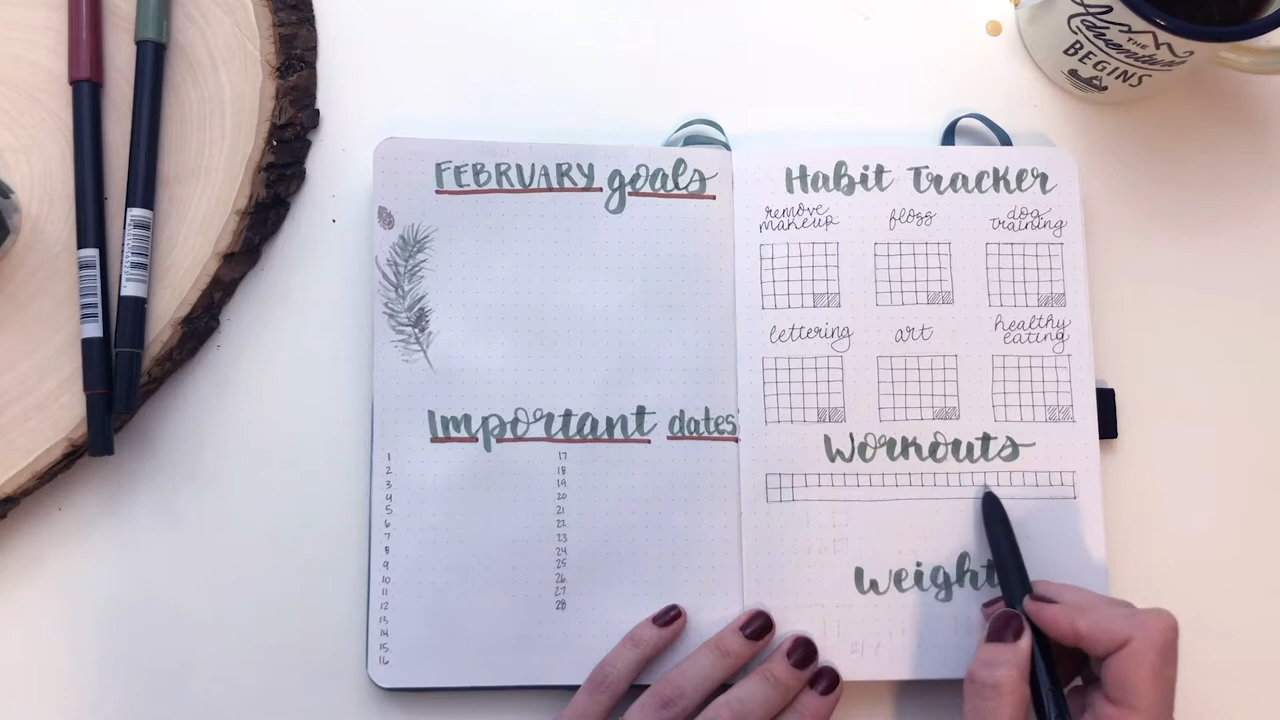 FEBRUARY goals
Important dates
1
2
3
4
5
6
7
8
9
10
11
12
13
14
15
16
17
18
19
20
21
22
23
24
25
26
27
28
Habit Tracker
remove
makeup
floss
dog
training
lettering
art
healthy
eating
Workouts
Weight
THE
Adventure
BEGINS